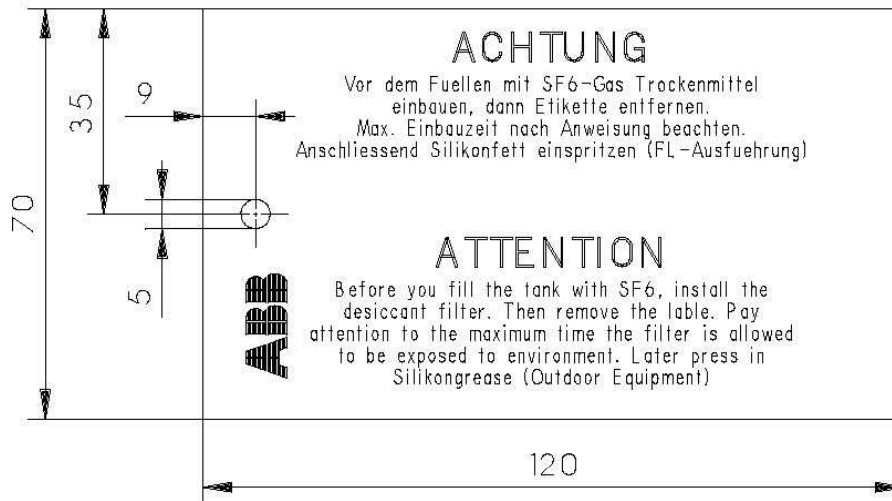 ACHTUNG
Vor dem Fuellen mit SF6-Gas Trockenmittel
einbauen, dann Etikette entfernen.
Max. Einbauzeit nach Anweisung beachten.
Anschliessend Silikonfett einspritzen (FL-Ausfuehrung)
9
35
70
5
ATTENTION
Before you fill the tank with SF6, install the
desiccant filter. Then remove the lable. Pay
attention to the maximum time the filter is allowed
to be exposed to environment. Later press in
Silikongrease (Outdoor Equipment)
ABB
120